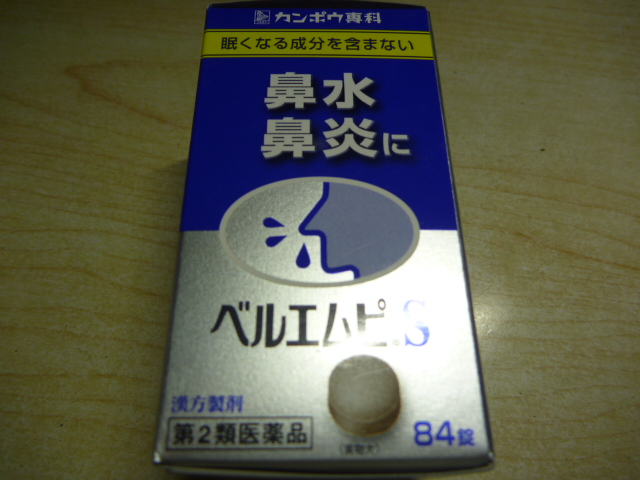 カンポウ専科
眠くなる成分を含まない
鼻水
鼻炎に
ベルエムピS
漢方製剤
第2類医薬品
(実物大)
84錠